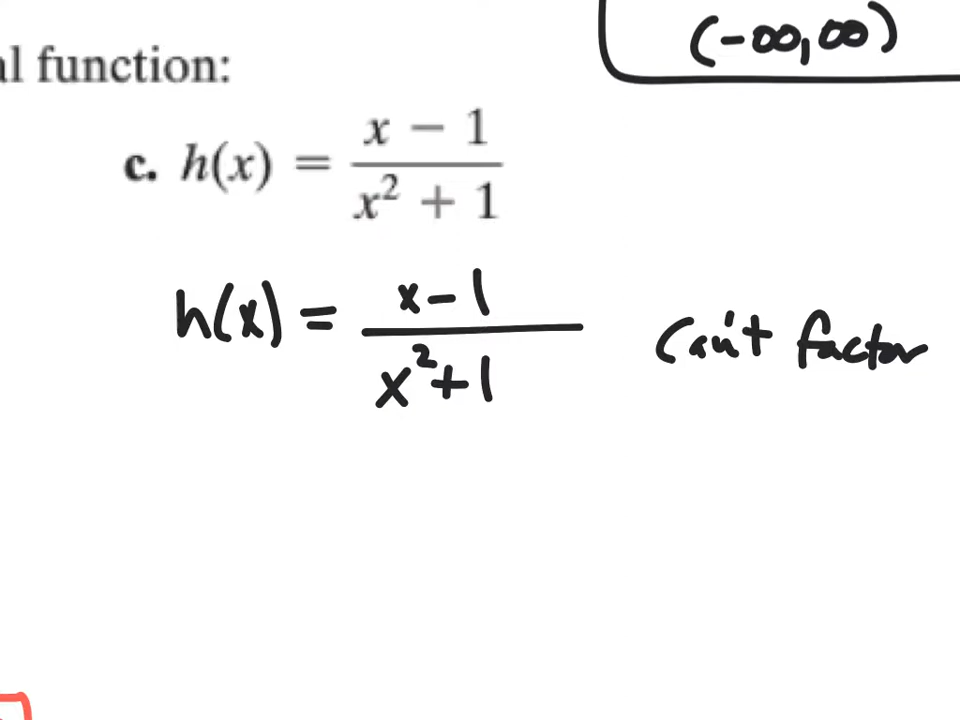 (-∞,∞)
al function:
c. h(x) = x − 1 / x² + 1
h(x) = x-1 / x²+1 Can't factor